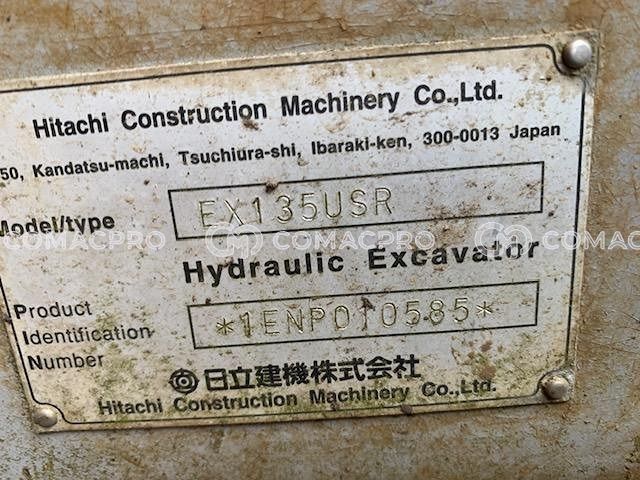 Hitachi Construction Machinery Co.,Ltd.
50, Kandatsu-machi, Tsuchiura-shi, Ibaraki-ken, 300-0013 Japan
Model/type EX135USR
COMACPRO COMACPRO COMACPRO
Hydraulic Excavator
Product
Identification
Number
*1ENP010585*
日立建機株式会社
Hitachi Construction Machinery Co.,Ltd.